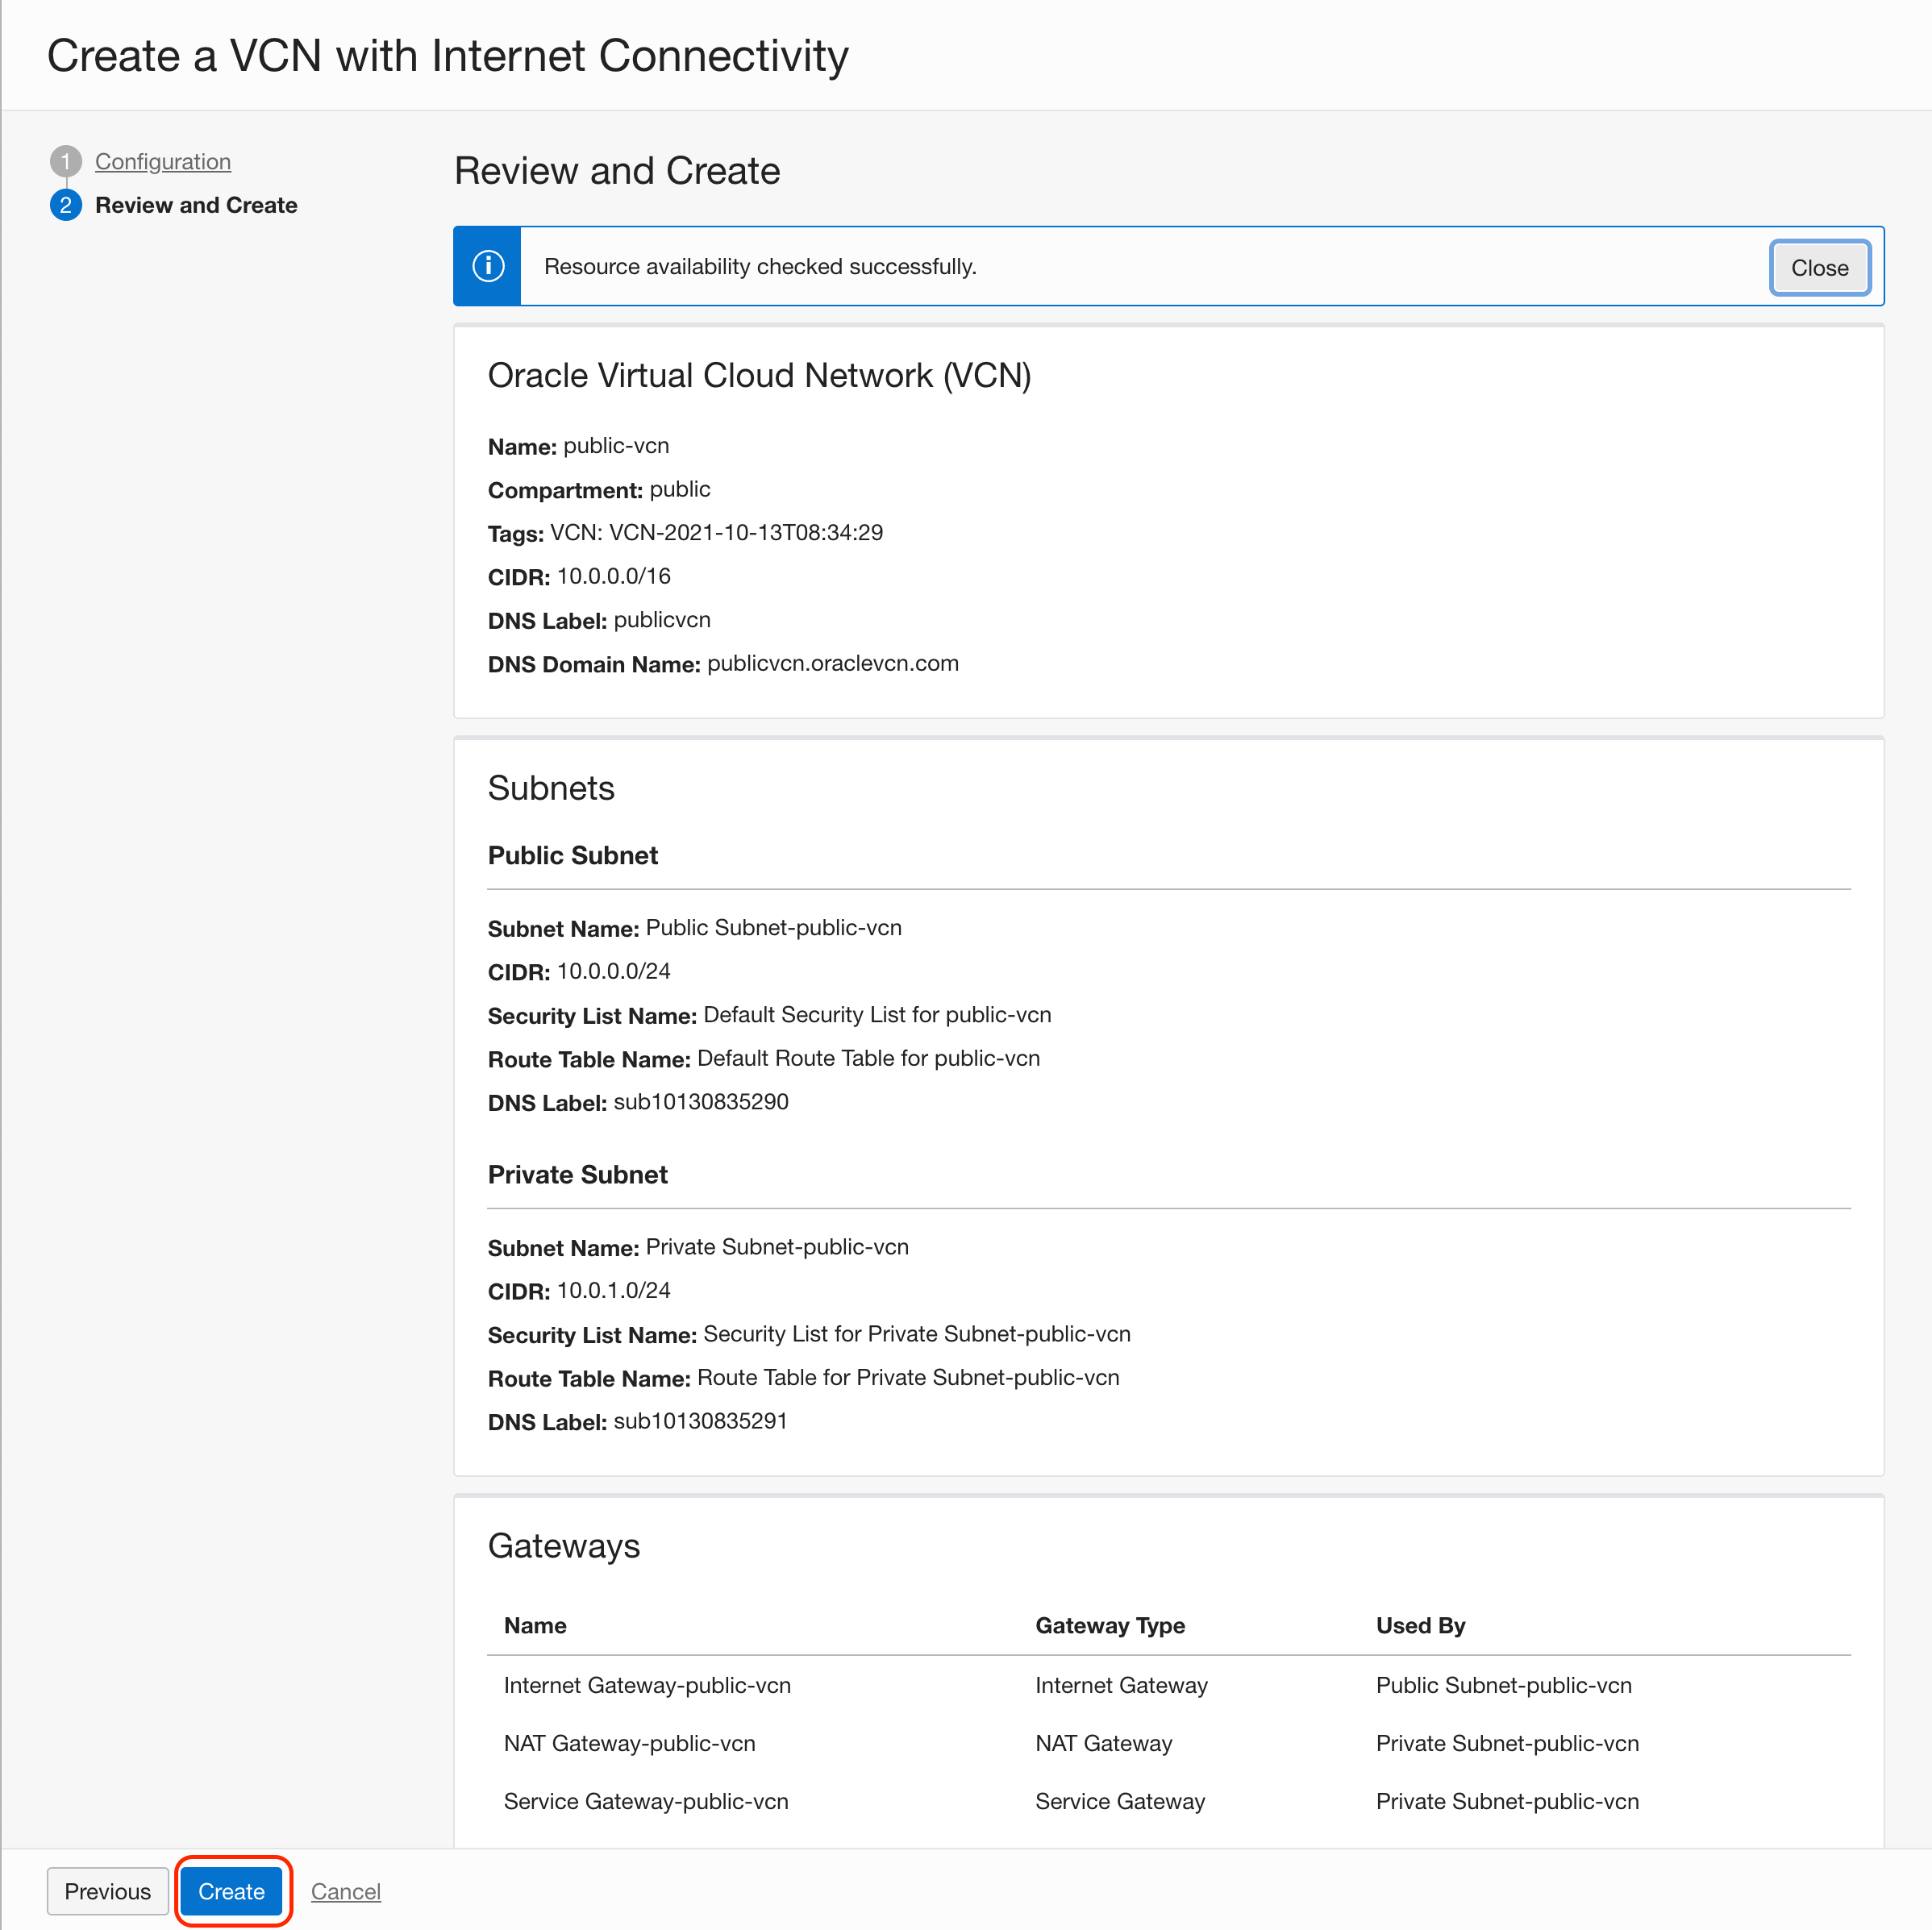 Create a VCN with Internet Connectivity
1 Configuration
2 Review and Create
Review and Create
Resource availability checked successfully.
Close
Oracle Virtual Cloud Network (VCN)
Name: public-vcn
Compartment: public
Tags: VCN: VCN-2021-10-13T08:34:29
CIDR: 10.0.0.0/16
DNS Label: publicvcn
DNS Domain Name: publicvcn.oraclevcn.com
Subnets
Public Subnet
Subnet Name: Public Subnet-public-vcn
CIDR: 10.0.0.0/24
Security List Name: Default Security List for public-vcn
Route Table Name: Default Route Table for public-vcn
DNS Label: sub10130835290
Private Subnet
Subnet Name: Private Subnet-public-vcn
CIDR: 10.0.1.0/24
Security List Name: Security List for Private Subnet-public-vcn
Route Table Name: Route Table for Private Subnet-public-vcn
DNS Label: sub10130835291
Gateways
Name Gateway Type Used By
Internet Gateway-public-vcn Internet Gateway Public Subnet-public-vcn
NAT Gateway-public-vcn NAT Gateway Private Subnet-public-vcn
Service Gateway-public-vcn Service Gateway Private Subnet-public-vcn
Previous Create Cancel